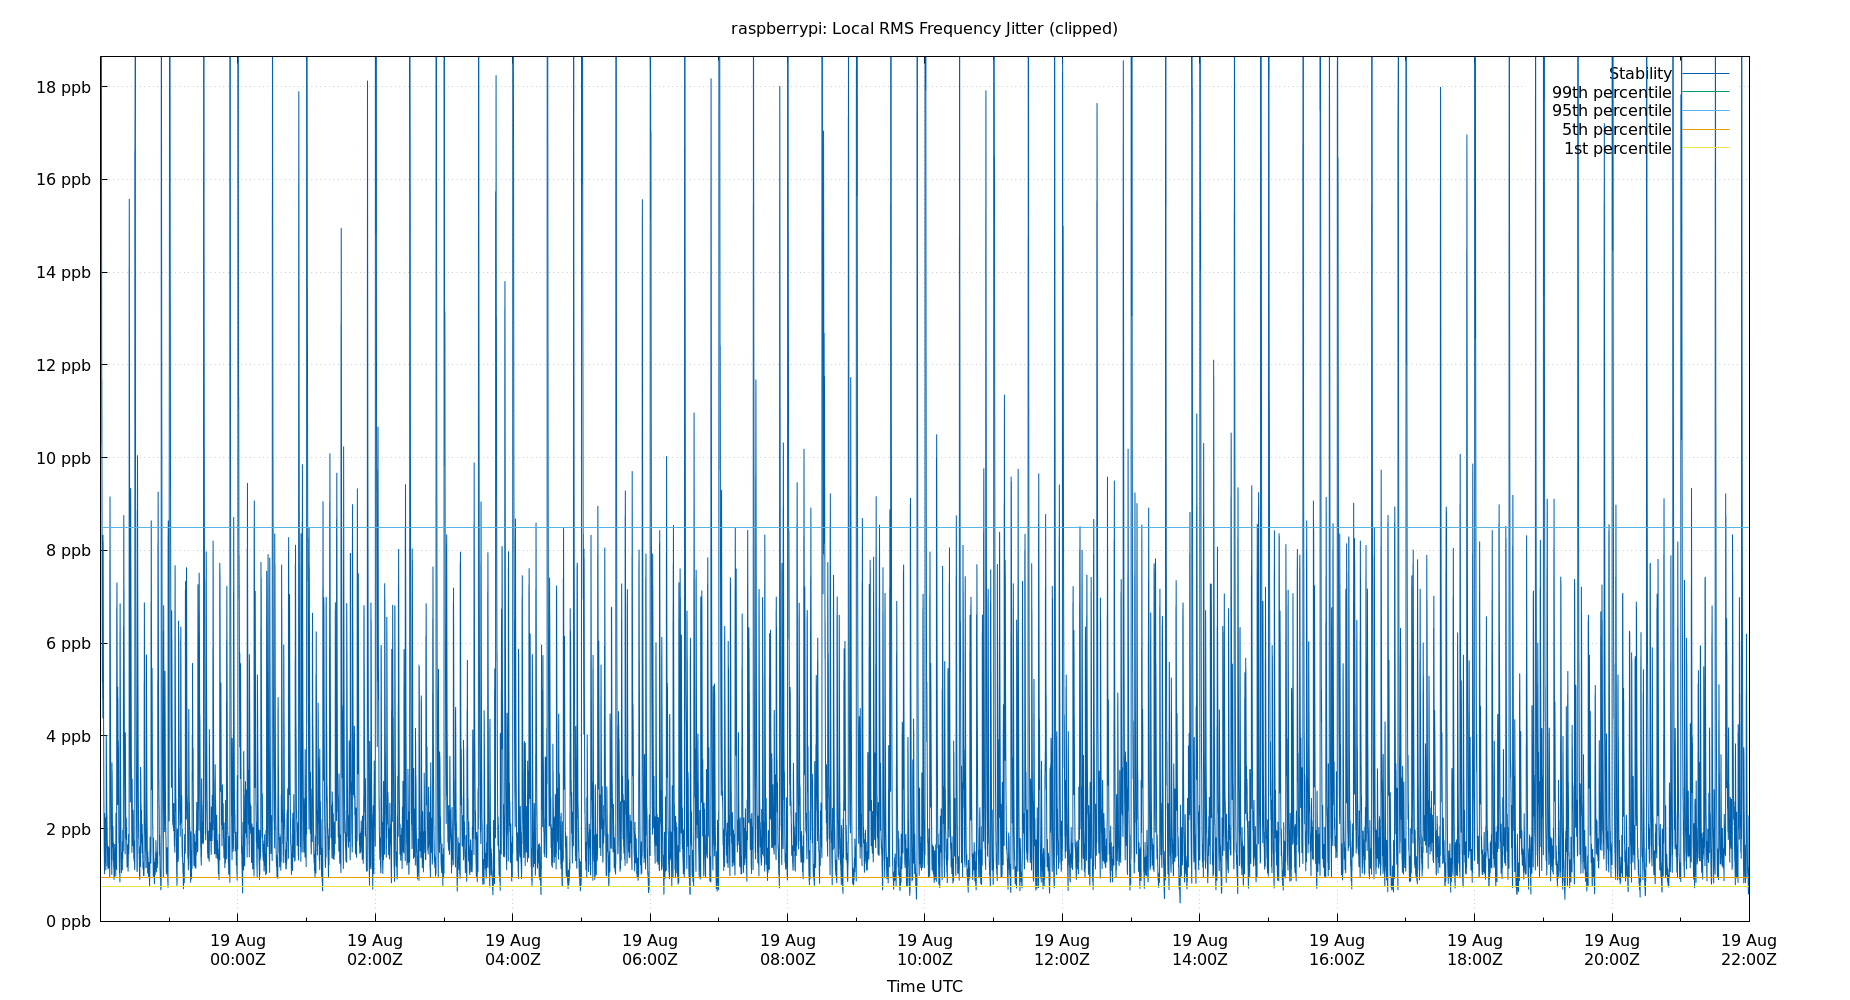 raspberrypi: Local RMS Frequency Jitter (clipped)
Stability
99th percentile
95th percentile
5th percentile
1st percentile
18 ppb
16 ppb
14 ppb
12 ppb
10 ppb
8 ppb
6 ppb
4 ppb
2 ppb
0 ppb
19 Aug 19 Aug 19 Aug 19 Aug 19 Aug 19 Aug 19 Aug 19 Aug 19 Aug 19 Aug 19 Aug 19 Aug
00:00Z 02:00Z 04:00Z 06:00Z 08:00Z 10:00Z 12:00Z 14:00Z 16:00Z 18:00Z 20:00Z 22:00Z
Time UTC